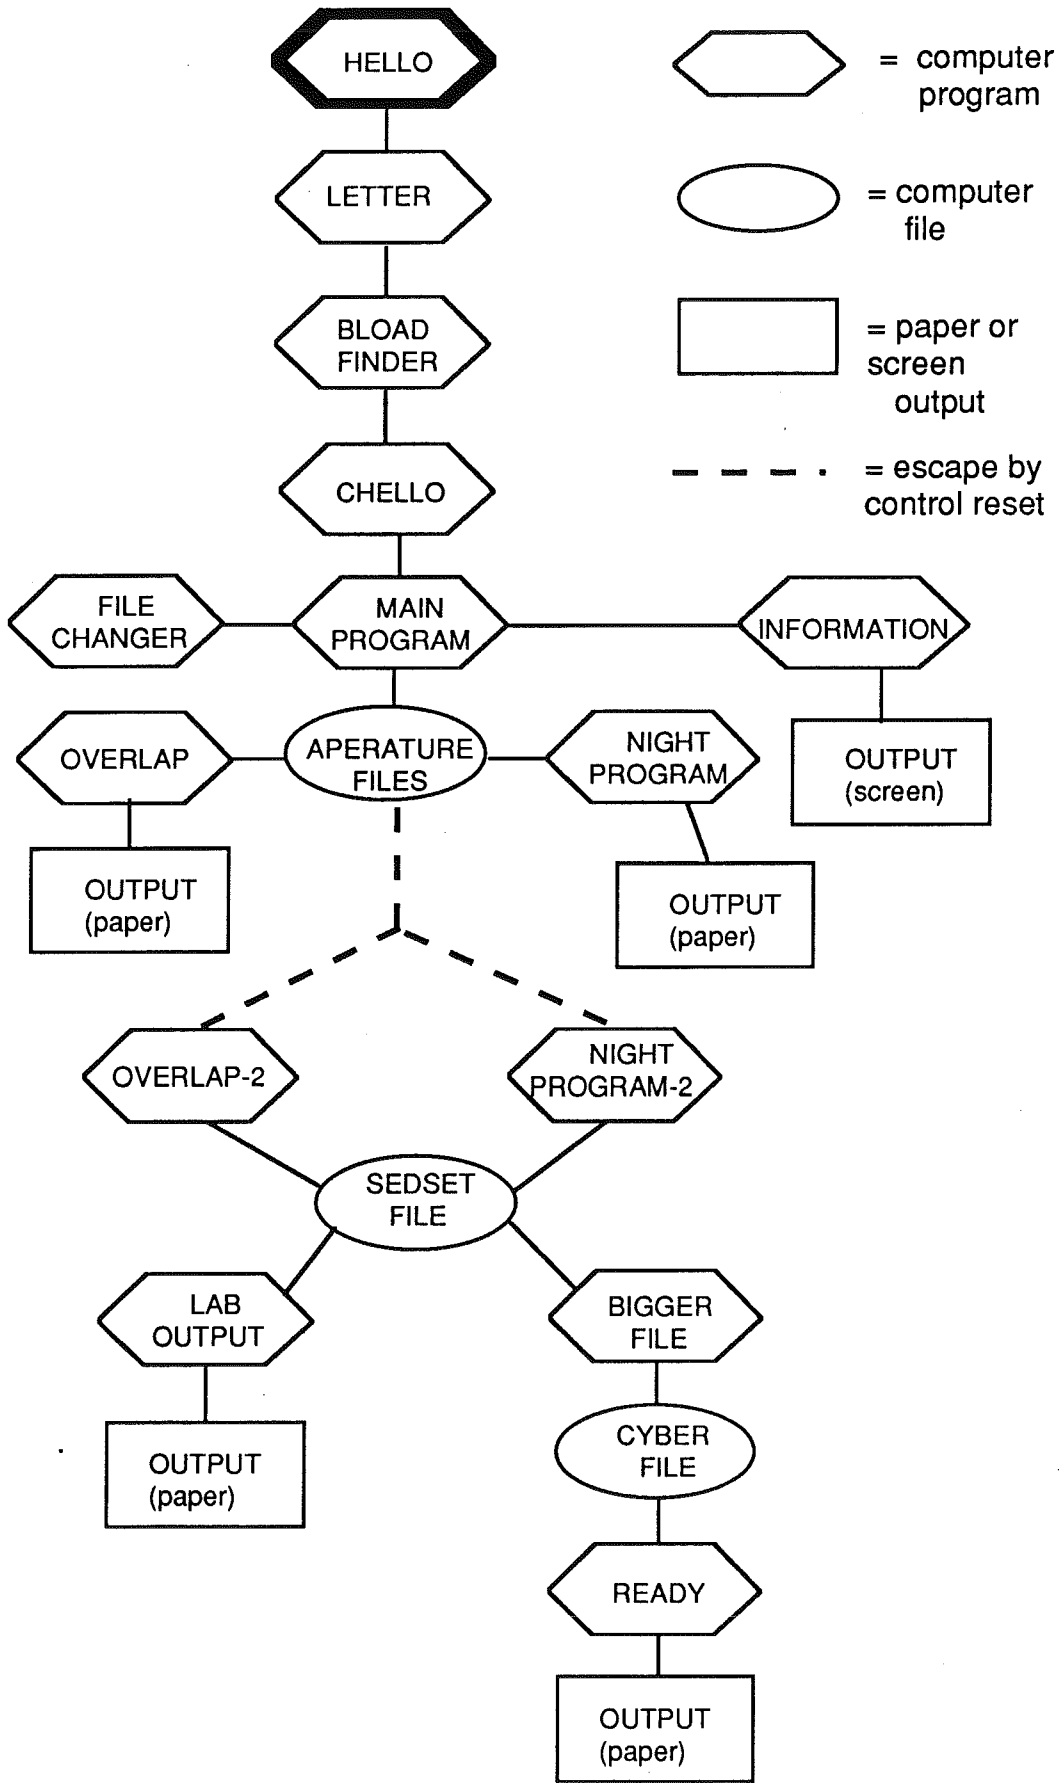 HELLO
= computer
program
LETTER
= computer
file
BLOAD
FINDER
= paper or
screen
output
CHELLO
= escape by
control reset
FILE
CHANGER
MAIN
PROGRAM
INFORMATION
OVERLAP
APERATURE
FILES
NIGHT
PROGRAM
OUTPUT
(screen)
OUTPUT
(paper)
OUTPUT
(paper)
OVERLAP-2
NIGHT
PROGRAM-2
SEDSET
FILE
LAB
OUTPUT
BIGGER
FILE
OUTPUT
(paper)
CYBER
FILE
READY
OUTPUT
(paper)